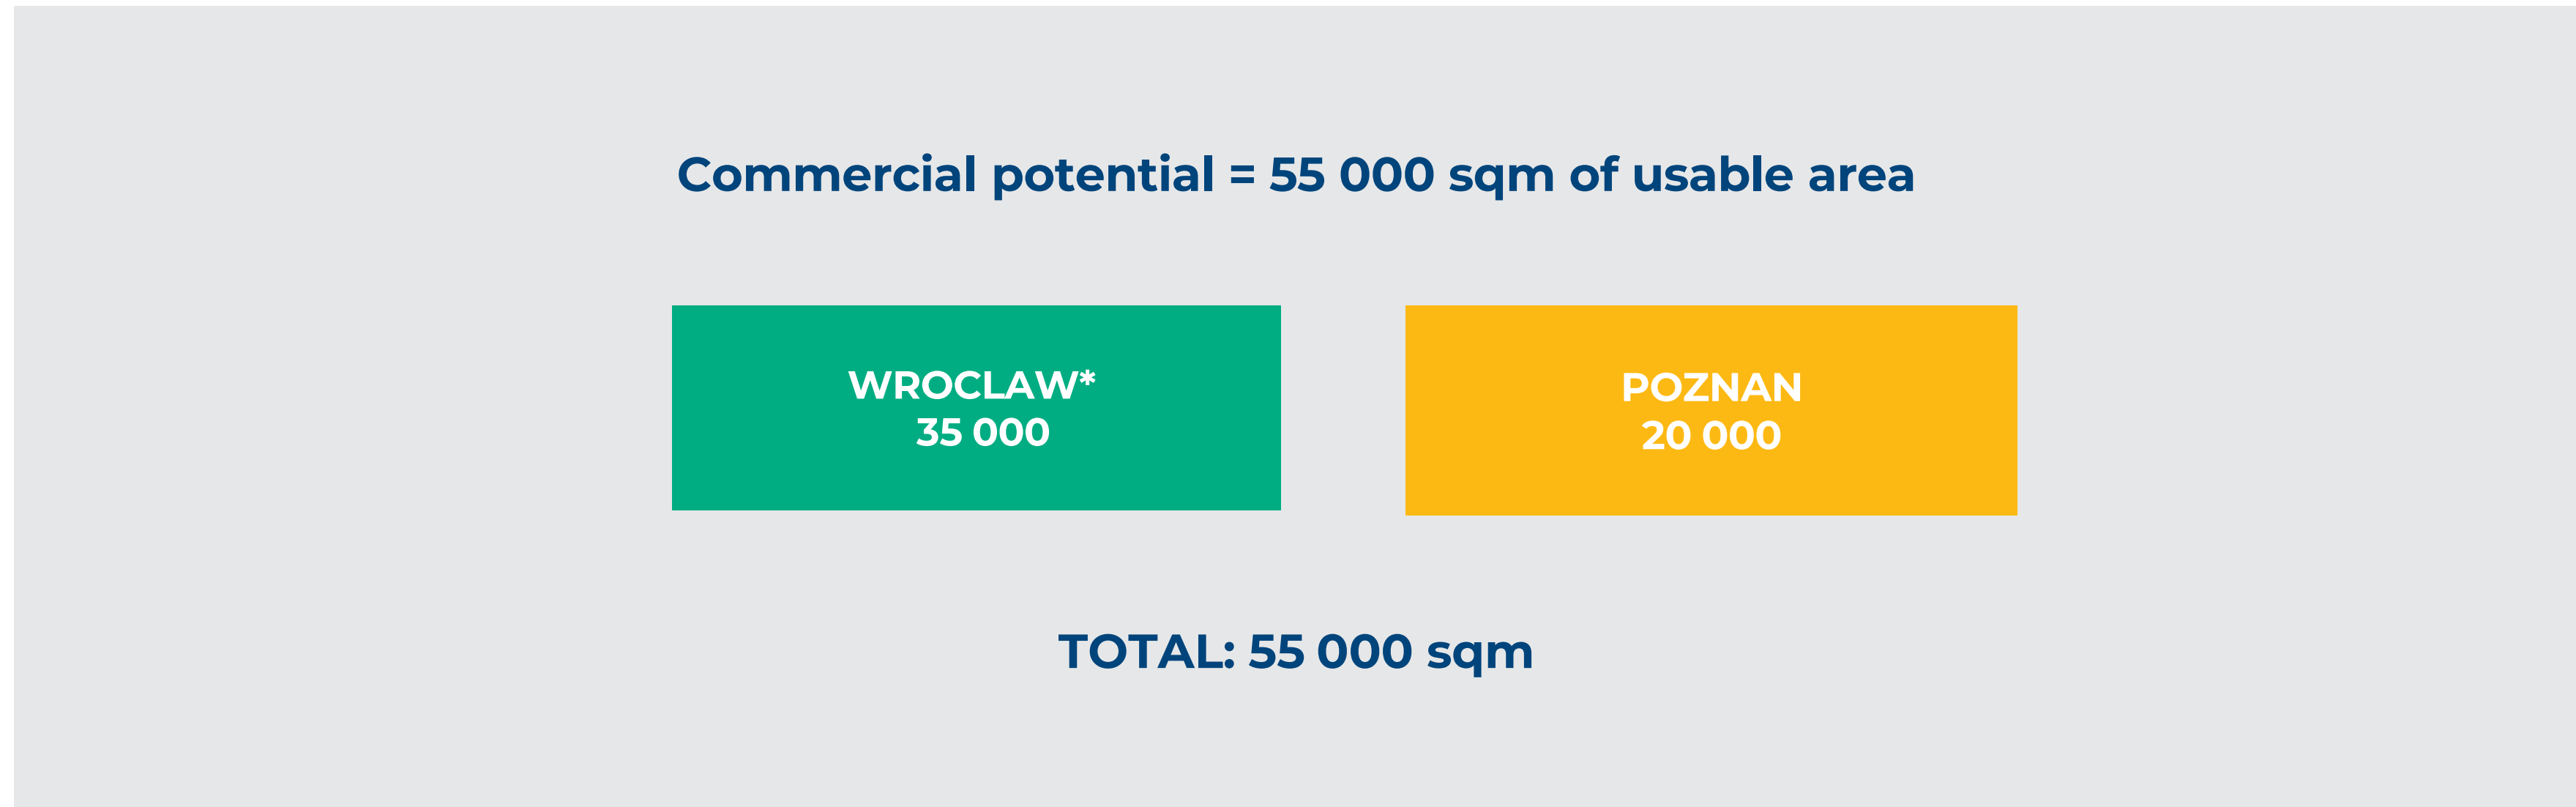 Commercial potential = 55 000 sqm of usable area
WROCLAW*
35 000
POZNAN
20 000
TOTAL: 55 000 sqm